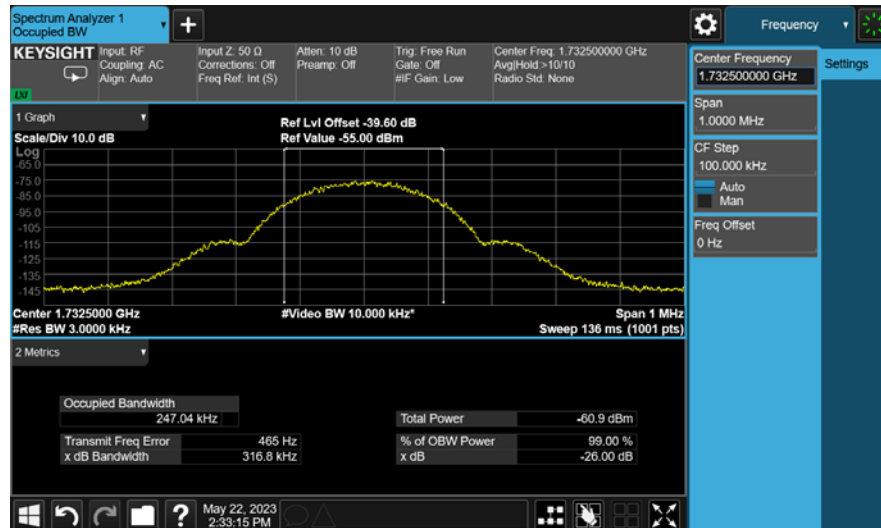 Spectrum Analyzer 1
Occupied BW
Frequency
KEYSIGHT
Input: RF
Coupling: AC
Align: Auto
Input Z: 50 Ω
Corrections: Off
Freq Ref: Int (S)
Atten: 10 dB
Preamp: Off
Trig: Free Run
Gate: Off
#IF Gain: Low
Center Freq: 1.732500000 GHz
Avg|Hold:>10/10
Radio Std: None
LXI
Center Frequency
1.732500000 GHz
Settings
Span
1.0000 MHz
CF Step
100.000 kHz
Auto
Man
Freq Offset
0 Hz
1 Graph
Scale/Div 10.0 dB
Ref Lvl Offset -39.60 dB
Ref Value -55.00 dBm
Log
-65.0
-75.0
-85.0
-95.0
-105
-115
-125
-135
-145
Center 1.7325000 GHz
#Res BW 3.0000 kHz
#Video BW 10.000 kHz*
Span 1 MHz
Sweep 136 ms (1001 pts)
2 Metrics
Occupied Bandwidth
247.04 kHz
Total Power -60.9 dBm
Transmit Freq Error 465 Hz
% of OBW Power 99.00 %
x dB Bandwidth 316.8 kHz
x dB -26.00 dB
?
May 22, 2023
2:33:15 PM